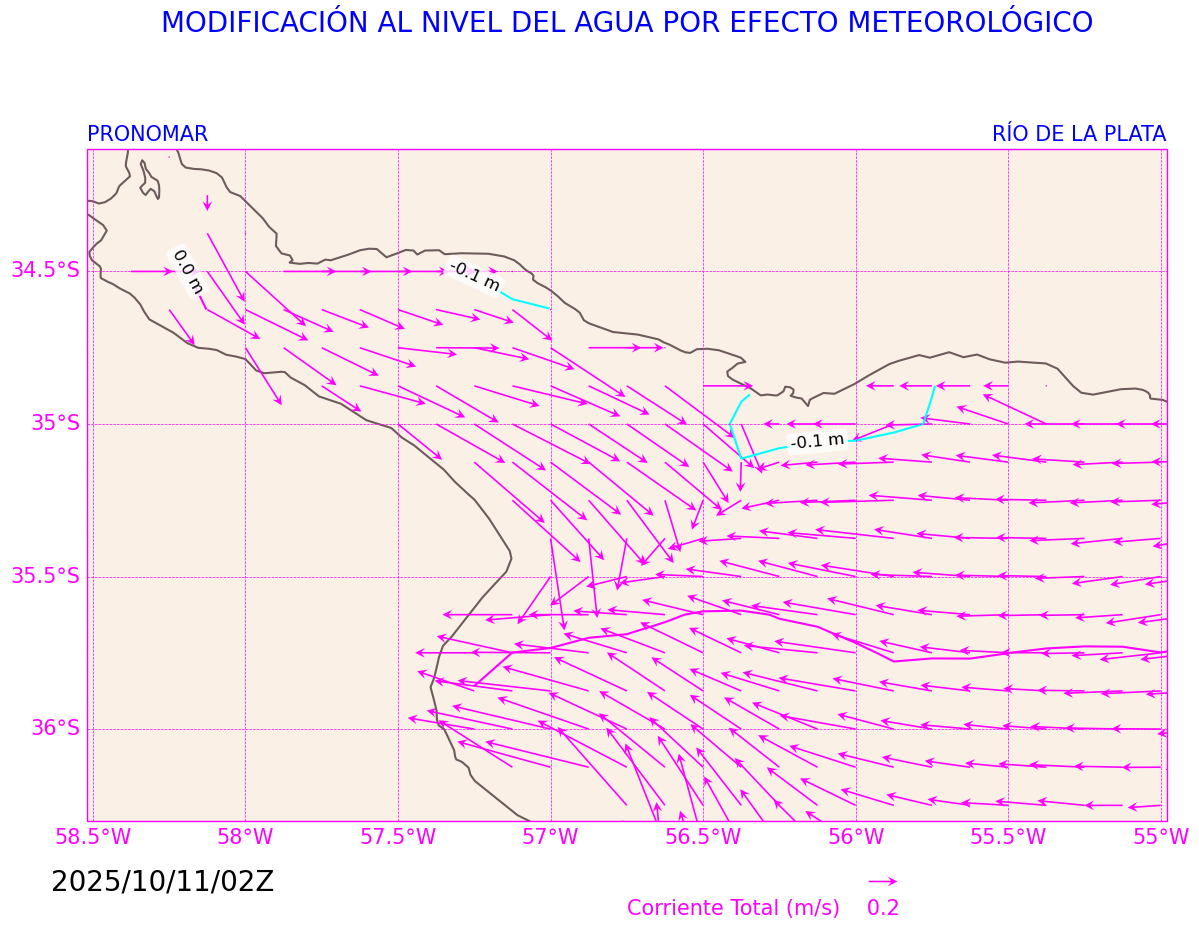 MODIFICACIÓN AL NIVEL DEL AGUA POR EFECTO METEOROLÓGICO
PRONOMAR
RÍO DE LA PLATA
0.0 m
-0.1 m
-0.1 m
34.5°S
35°S
35.5°S
36°S
58.5°W
58°W
57.5°W
57°W
56.5°W
56°W
55.5°W
55°W
2025/10/11/02Z
Corriente Total (m/s)
0.2